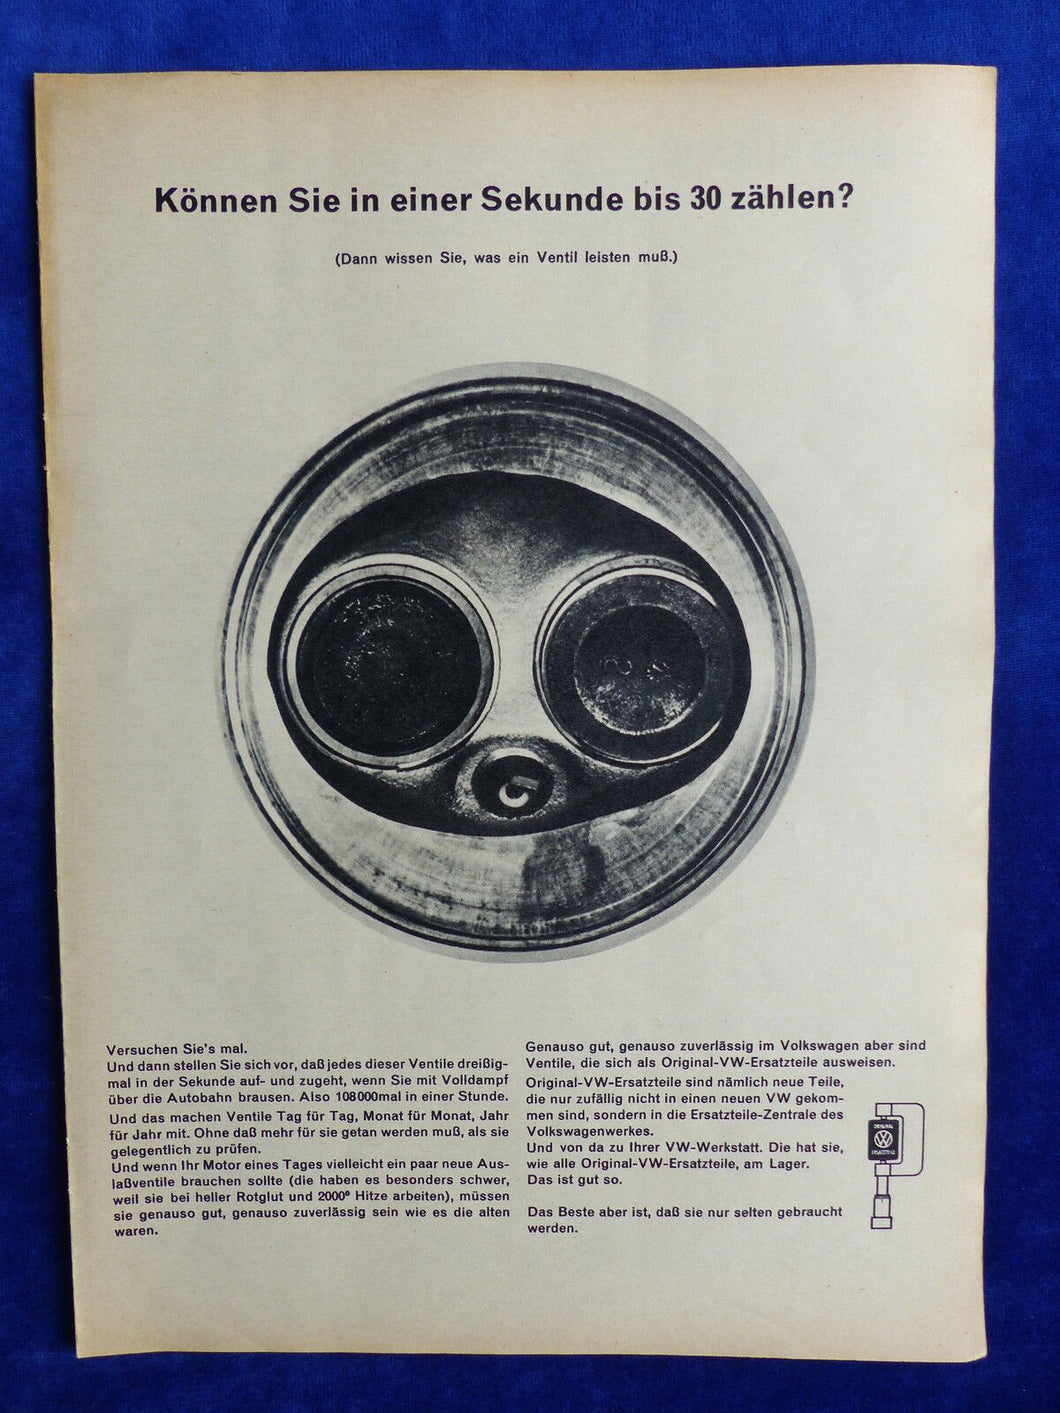 Können Sie in einer Sekunde bis 30 zählen?
(Dann wissen Sie, was ein Ventil leisten muß.)
Versuchen Sie's mal.
Und dann stellen Sie sich vor, daß jedes dieser Ventile dreißig-
mal in der Sekunde auf- und zugeht, wenn Sie mit Volldampf
über die Autobahn brausen. Also 108000mal in einer Stunde.
Und das machen Ventile Tag für Tag, Monat für Monat, Jahr
für Jahr mit. Ohne daß mehr für sie getan werden muß, als sie
gelegentlich zu prüfen.
Und wenn Ihr Motor eines Tages vielleicht ein paar neue Aus-
laßventile brauchen sollte (die haben es besonders schwer,
weil sie bei heller Rotglut und 2000° Hitze arbeiten), müssen
sie genauso gut, genauso zuverlässig sein wie es die alten
waren.
Genauso gut, genauso zuverlässig im Volkswagen aber sind
Ventile, die sich als Original-VW-Ersatzteile ausweisen.
Original-VW-Ersatzteile sind nämlich neue Teile,
die nur zufällig nicht in einen neuen VW gekom-
men sind, sondern in die Ersatzteile-Zentrale des
Volkswagenwerkes.
Und von da zu Ihrer VW-Werkstatt. Die hat sie,
wie alle Original-VW-Ersatzteile, am Lager.
Das ist gut so.
Das Beste aber ist, daß sie nur selten gebraucht
werden.
ORIGINAL
VW